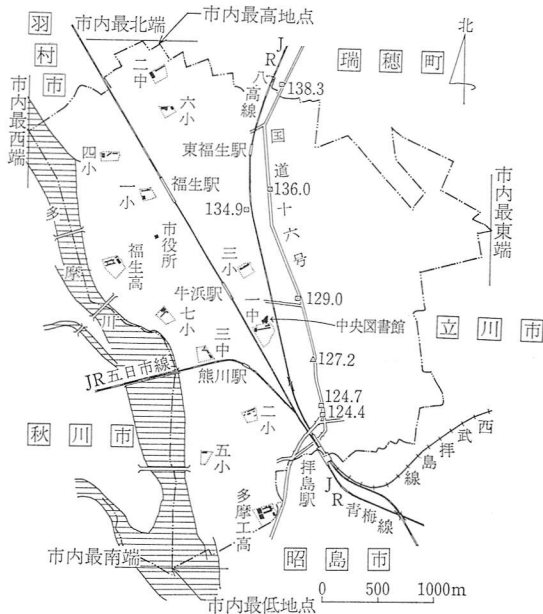 羽村市
市内最北端
市内最高地点
瑞穂町
北
JR八高線
138.3
二中
六小
市内最西端
四小
東福生駅
国道十六号
福生駅
136.0
一小
134.9
市内最東端
市役所
多摩川
福生高
三小
牛浜駅
129.0
一中
中央図書館
七小
立川市
三中
127.2
JR五日市線
熊川駅
124.7
124.4
二小
秋川市
西武拝島線
五小
拝島駅
JR青梅線
多摩工高
市内最南端
昭島市
市内最低地点
0 500 1000m